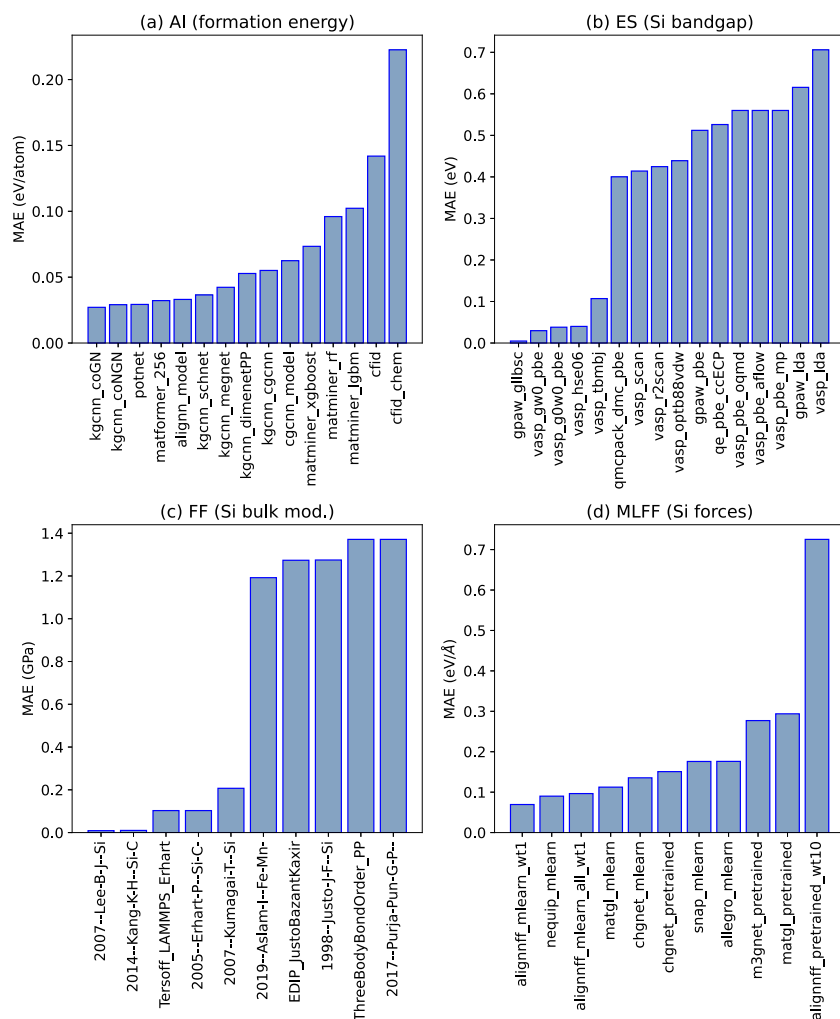 (a) AI (formation energy)
MAE (eV/atom)
0.20
0.15
0.10
0.05
0.00
kgcnn_coGN
kgcnn_coNGN
potnet
matformer_256
alignn_model
kgcnn_schnet
kgcnn_megnet
kgcnn_dimenetPP
kgcnn_cgcnn
cgcnn_model
matminer_xgboost
matminer_rf
matminer_lgbm
cfid
cfid_chem
(b) ES (Si bandgap)
MAE (eV)
0.7
0.6
0.5
0.4
0.3
0.2
0.1
0.0
gpaw_gllbsc
vasp_gw0_pbe
vasp_g0w0_pbe
vasp_hse06
vasp_tbmbj
qmcpack_dmc_pbe
vasp_scan
vasp_r2scan
vasp_optb88vdw
gpaw_pbe
qe_pbe_ccECP
vasp_pbe_oqmd
vasp_pbe_aflow
vasp_pbe_mp
gpaw_lda
vasp_lda
(c) FF (Si bulk mod.)
MAE (GPa)
1.4
1.2
1.0
0.8
0.6
0.4
0.2
0.0
2007--Lee-B-J--Si
2014--Kang-K-H--Si-C
Tersoff_LAMMPS_Erhart
2005--Erhart-P--Si-C-
2007--Kumagai-T--Si
2019--Aslam-I--Fe-Mn-
EDIP_JustoBazantKaxir
1998--Justo-J-F--Si
ThreeBodyBondOrder_PP
2017--Purja-Pun-G-P--
(d) MLFF (Si forces)
MAE (eV/Å)
0.7
0.6
0.5
0.4
0.3
0.2
0.1
0.0
alignnff_mlearn_wt1
nequip_mlearn
alignnff_mlearn_all_wt1
matgl_mlearn
chgnet_mlearn
chgnet_pretrained
snap_mlearn
allegro_mlearn
m3gnet_pretrained
matgl_pretrained
alignnff_pretrained_wt10